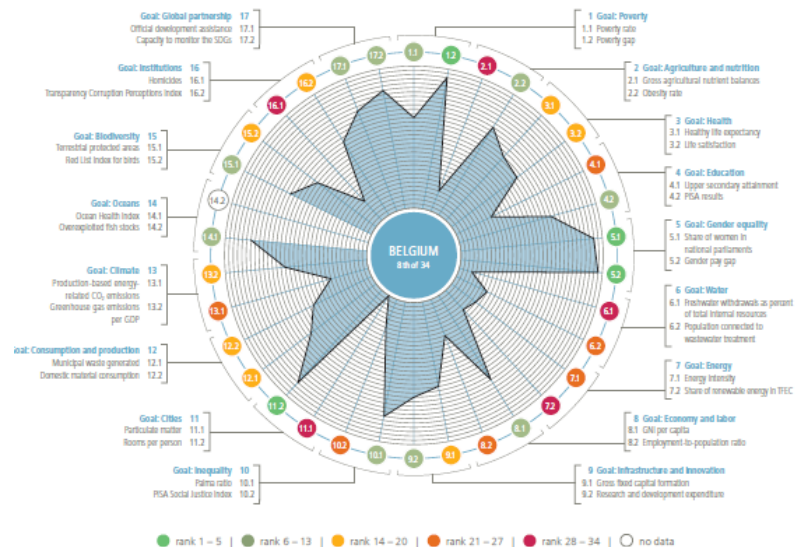 Goal: Global partnership 17
Official development assistance 17.1
Capacity to monitor the SDGs 17.2
Goal: Institutions 16
Homicides 16.1
Transparency Corruption Perceptions Index 16.2
Goal: Biodiversity 15
Terrestrial protected areas 15.1
Red List Index for birds 15.2
Goal: Oceans 14
Ocean Health Index 14.1
Overexploited fish stocks 14.2
Goal: Climate 13
Production-based energy- 13.1
related CO₂ emissions
Greenhouse gas emissions 13.2
per GDP
oal: Consumption and production 12
Municipal waste generated 12.1
Domestic material consumption 12.2
Goal: Cities 11
Particulate matter 11.1
Rooms per person 11.2
Goal: Inequality 10
Palma ratio 10.1
PISA Social Justice Index 10.2
1 Goal: Poverty
1.1 Poverty rate
1.2 Poverty gap
2 Goal: Agriculture and nutrition
2.1 Gross agricultural nutrient balances
2.2 Obesity rate
3 Goal: Health
3.1 Healthy life expectancy
3.2 Life satisfaction
4 Goal: Education
4.1 Upper secondary attainment
4.2 PISA results
5 Goal: Gender equality
5.1 Share of women in
national parliaments
5.2 Gender pay gap
6 Goal: Water
6.1 Freshwater withdrawals as percent
of total internal resources
6.2 Population connected to
wastewater treatment
7 Goal: Energy
7.1 Energy intensity
7.2 Share of renewable energy in TFEC
8 Goal: Economy and labor
8.1 GNI per capita
8.2 Employment-to-population ratio
9 Goal: Infrastructure and innovation
9.1 Gross fixed capital formation
9.2 Research and development expenditure
1.1
1.2
2.1
2.2
3.1
3.2
4.1
4.2
5.1
5.2
6.1
6.2
7.1
7.2
8.1
8.2
9.1
9.2
10.1
10.2
11.1
11.2
12.1
12.2
13.1
13.2
14.1
14.2
15.1
15.2
16.1
16.2
17.1
17.2
BELGIUM
8th of 34
rank 1 – 5 | rank 6 – 13 | rank 14 – 20 | rank 21 – 27 | rank 28 – 34 | no data